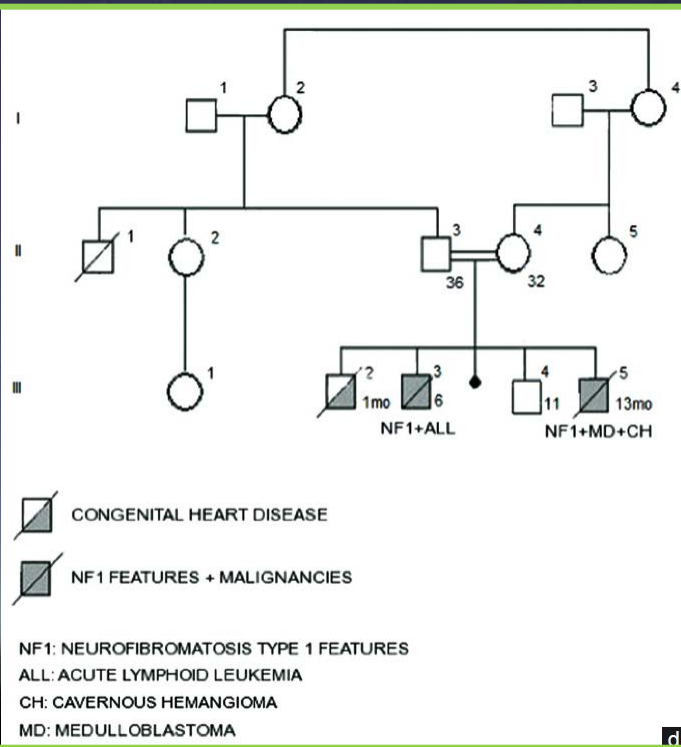 1 2 3 4
I
1 2 3 4 5
II
36 32
1 2 3 4 5
III
1mo 6 11 13mo
NF1+ALL NF1+MD+CH
CONGENITAL HEART DISEASE
NF1 FEATURES + MALIGNANCIES
NF1: NEUROFIBROMATOSIS TYPE 1 FEATURES
ALL: ACUTE LYMPHOID LEUKEMIA
CH: CAVERNOUS HEMANGIOMA
MD: MEDULLOBLASTOMA
d